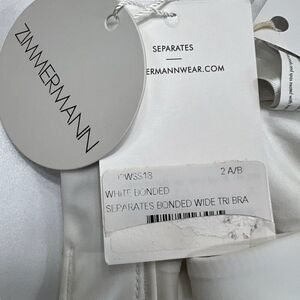 ZIMMERMANN
SEPARATES
ERMANNWEAR.COM
WSS18 2 A/B
WHITE BONDED
SEPARATES BONDED WIDE TRI BRA